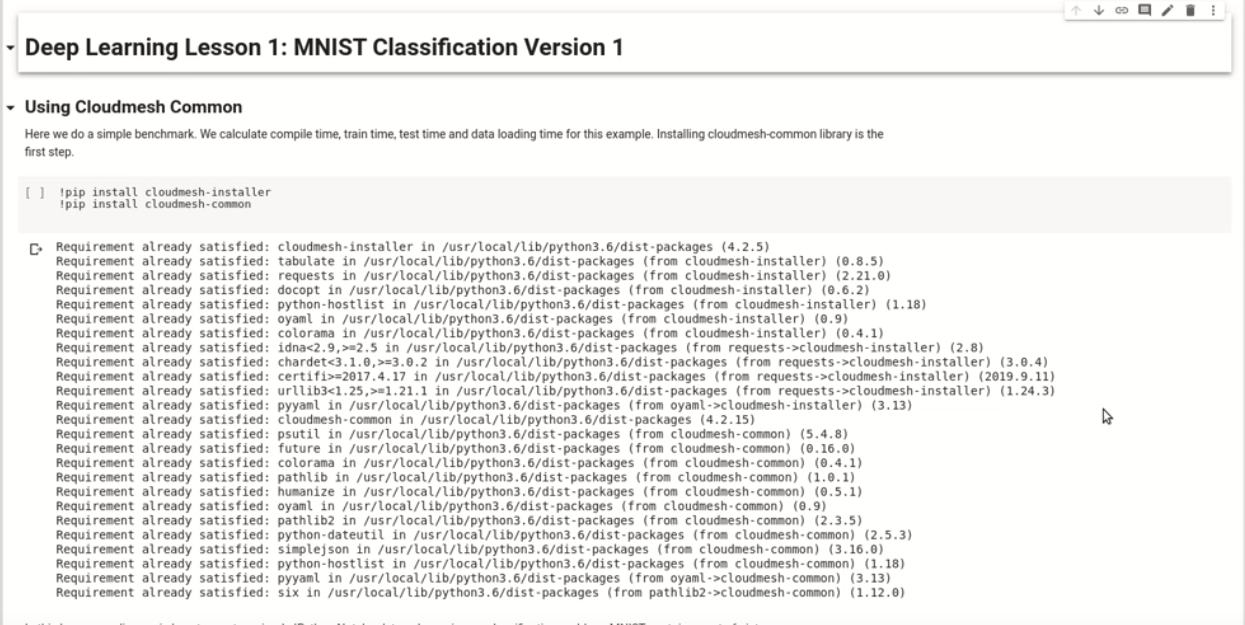 Deep Learning Lesson 1: MNIST Classification Version 1
Using Cloudmesh Common
Here we do a simple benchmark. We calculate compile time, train time, test time and data loading time for this example. Installing cloudmesh-common library is the
first step.
[ ] !pip install cloudmesh-installer
!pip install cloudmesh-common
Requirement already satisfied: cloudmesh-installer in /usr/local/lib/python3.6/dist-packages (4.2.5)
Requirement already satisfied: tabulate in /usr/local/lib/python3.6/dist-packages (from cloudmesh-installer) (0.8.5)
Requirement already satisfied: requests in /usr/local/lib/python3.6/dist-packages (from cloudmesh-installer) (2.21.0)
Requirement already satisfied: docopt in /usr/local/lib/python3.6/dist-packages (from cloudmesh-installer) (0.6.2)
Requirement already satisfied: python-hostlist in /usr/local/lib/python3.6/dist-packages (from cloudmesh-installer) (1.18)
Requirement already satisfied: oyaml in /usr/local/lib/python3.6/dist-packages (from cloudmesh-installer) (0.9)
Requirement already satisfied: colorama in /usr/local/lib/python3.6/dist-packages (from cloudmesh-installer) (0.4.1)
Requirement already satisfied: idna<2.9,>=2.5 in /usr/local/lib/python3.6/dist-packages (from requests->cloudmesh-installer) (2.8)
Requirement already satisfied: chardet<3.1.0,>=3.0.2 in /usr/local/lib/python3.6/dist-packages (from requests->cloudmesh-installer) (3.0.4)
Requirement already satisfied: certifi>=2017.4.17 in /usr/local/lib/python3.6/dist-packages (from requests->cloudmesh-installer) (2019.9.11)
Requirement already satisfied: urllib3<1.25,>=1.21.1 in /usr/local/lib/python3.6/dist-packages (from requests->cloudmesh-installer) (1.24.3)
Requirement already satisfied: pyyaml in /usr/local/lib/python3.6/dist-packages (from oyaml->cloudmesh-installer) (3.13)
Requirement already satisfied: cloudmesh-common in /usr/local/lib/python3.6/dist-packages (4.2.15)
Requirement already satisfied: psutil in /usr/local/lib/python3.6/dist-packages (from cloudmesh-common) (5.4.8)
Requirement already satisfied: future in /usr/local/lib/python3.6/dist-packages (from cloudmesh-common) (0.16.0)
Requirement already satisfied: colorama in /usr/local/lib/python3.6/dist-packages (from cloudmesh-common) (0.4.1)
Requirement already satisfied: pathlib in /usr/local/lib/python3.6/dist-packages (from cloudmesh-common) (1.0.1)
Requirement already satisfied: humanize in /usr/local/lib/python3.6/dist-packages (from cloudmesh-common) (0.5.1)
Requirement already satisfied: oyaml in /usr/local/lib/python3.6/dist-packages (from cloudmesh-common) (0.9)
Requirement already satisfied: pathlib2 in /usr/local/lib/python3.6/dist-packages (from cloudmesh-common) (2.3.5)
Requirement already satisfied: python-dateutil in /usr/local/lib/python3.6/dist-packages (from cloudmesh-common) (2.5.3)
Requirement already satisfied: simplejson in /usr/local/lib/python3.6/dist-packages (from cloudmesh-common) (3.16.0)
Requirement already satisfied: python-hostlist in /usr/local/lib/python3.6/dist-packages (from cloudmesh-common) (1.18)
Requirement already satisfied: pyyaml in /usr/local/lib/python3.6/dist-packages (from oyaml->cloudmesh-common) (3.13)
Requirement already satisfied: six in /usr/local/lib/python3.6/dist-packages (from pathlib2->cloudmesh-common) (1.12.0)